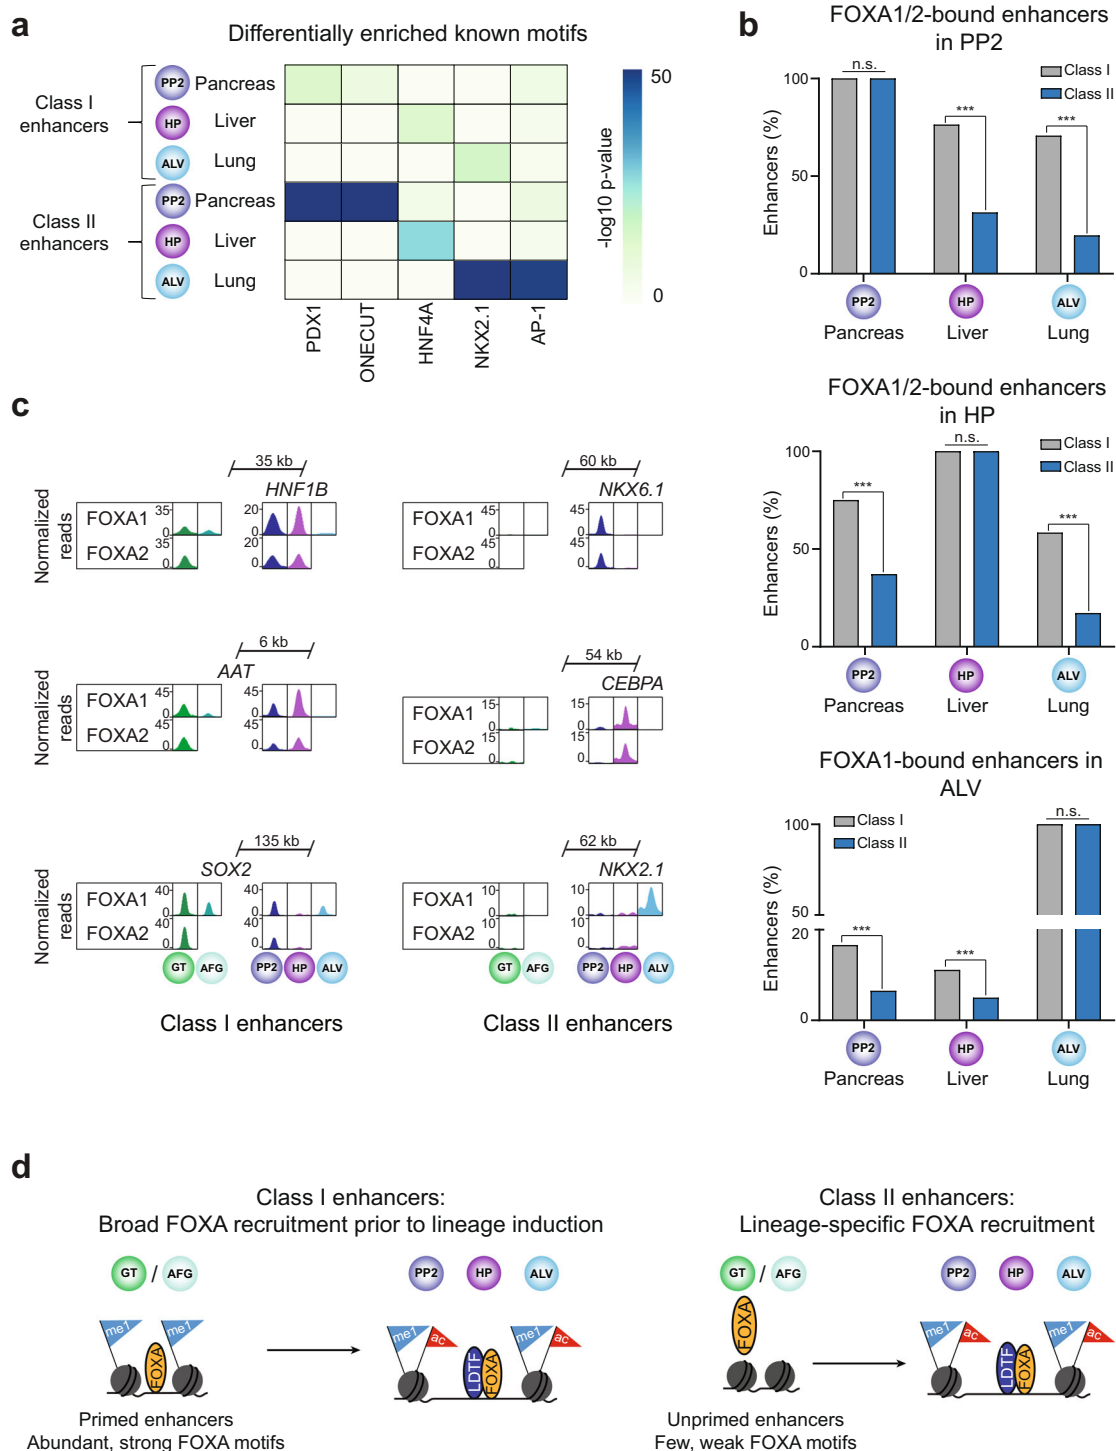 a
Differentially enriched known motifs
Class I
enhancers
PP2 Pancreas
HP Liver
ALV Lung
Class II
enhancers
PP2 Pancreas
HP Liver
ALV Lung
PDX1
ONECUT
HNF4A
NKX2.1
AP-1
50
0
-log10 p-value
b
FOXA1/2-bound enhancers
in PP2
Enhancers (%)
100
50
0
n.s.
***
***
Class I
Class II
PP2 HP ALV
Pancreas Liver Lung
FOXA1/2-bound enhancers
in HP
Enhancers (%)
100
50
0
***
n.s.
***
Class I
Class II
PP2 HP ALV
Pancreas Liver Lung
FOXA1-bound enhancers in
ALV
Enhancers (%)
100
50
20
0
Class I
Class II
***
***
n.s.
PP2 HP ALV
Pancreas Liver Lung
c
35 kb
HNF1B
Normalized
reads
FOXA1 35 0 20 0
FOXA2 35 0 20 0
60 kb
NKX6.1
FOXA1 45 0 45 0
FOXA2 45 0 45 0
6 kb
AAT
Normalized
reads
FOXA1 45 0 45 0
FOXA2 45 0 45 0
54 kb
CEBPA
FOXA1 15 0 15 0
FOXA2 15 0 15 0
135 kb
SOX2
Normalized
reads
FOXA1 40 0 40 0
FOXA2 40 0 40 0
GT AFG PP2 HP ALV
Class I enhancers
62 kb
NKX2.1
FOXA1 10 0 10 0
FOXA2 10 0 10 0
GT AFG PP2 HP ALV
Class II enhancers
d
Class I enhancers:
Broad FOXA recruitment prior to lineage induction
GT / AFG PP2 HP ALV
me1 FOXA me1
me1 ac LDTF FOXA me1 ac
Primed enhancers
Abundant, strong FOXA motifs
Class II enhancers:
Lineage-specific FOXA recruitment
GT / AFG PP2 HP ALV
FOXA
me1 ac LDTF FOXA me1 ac
Unprimed enhancers
Few, weak FOXA motifs